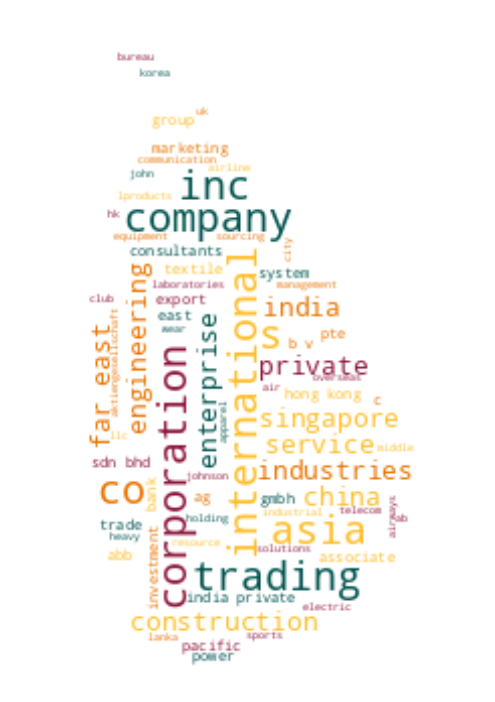 bureau
korea
uk
group
marketing
communication
airline
john
inc
lproducts
hk
company
equipment
sourcing
city
consultants
textile
system
laboratories
management
club
export
india
east
wear
s
b v
pte
engineering
aktiengesellschaft
far east
enterprise
international
corporation
private
overseas
air
hong kong
c
apparel
singapore
llc
service
middle
sdn bhd
industries
johnson
co
bank
ag
gmbh
china
industrial
telecom
airways
ab
holding
trade
heavy
asia
resource
solutions
abb
investment
associate
trading
india private
electric
construction
lanka
sports
pacific
power